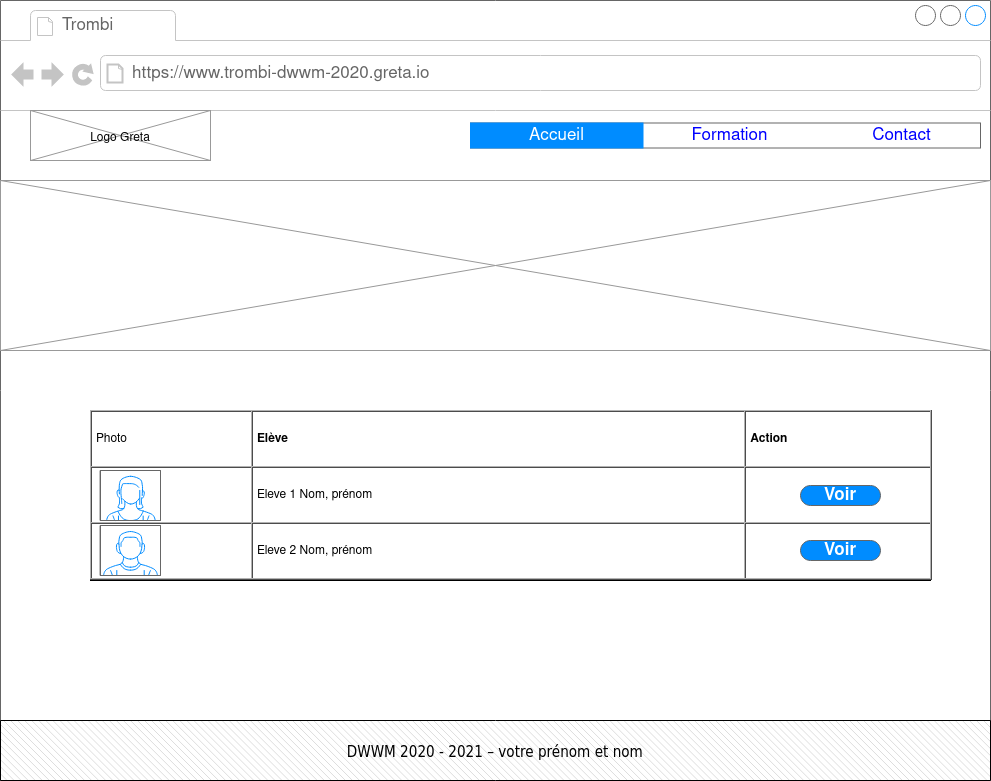 Trombi
https://www.trombi-dwwm-2020.greta.io
Logo Greta
Accueil Formation Contact
Photo Elève Action
Eleve 1 Nom, prénom Voir
Eleve 2 Nom, prénom Voir
DWWM 2020 - 2021 – votre prénom et nom